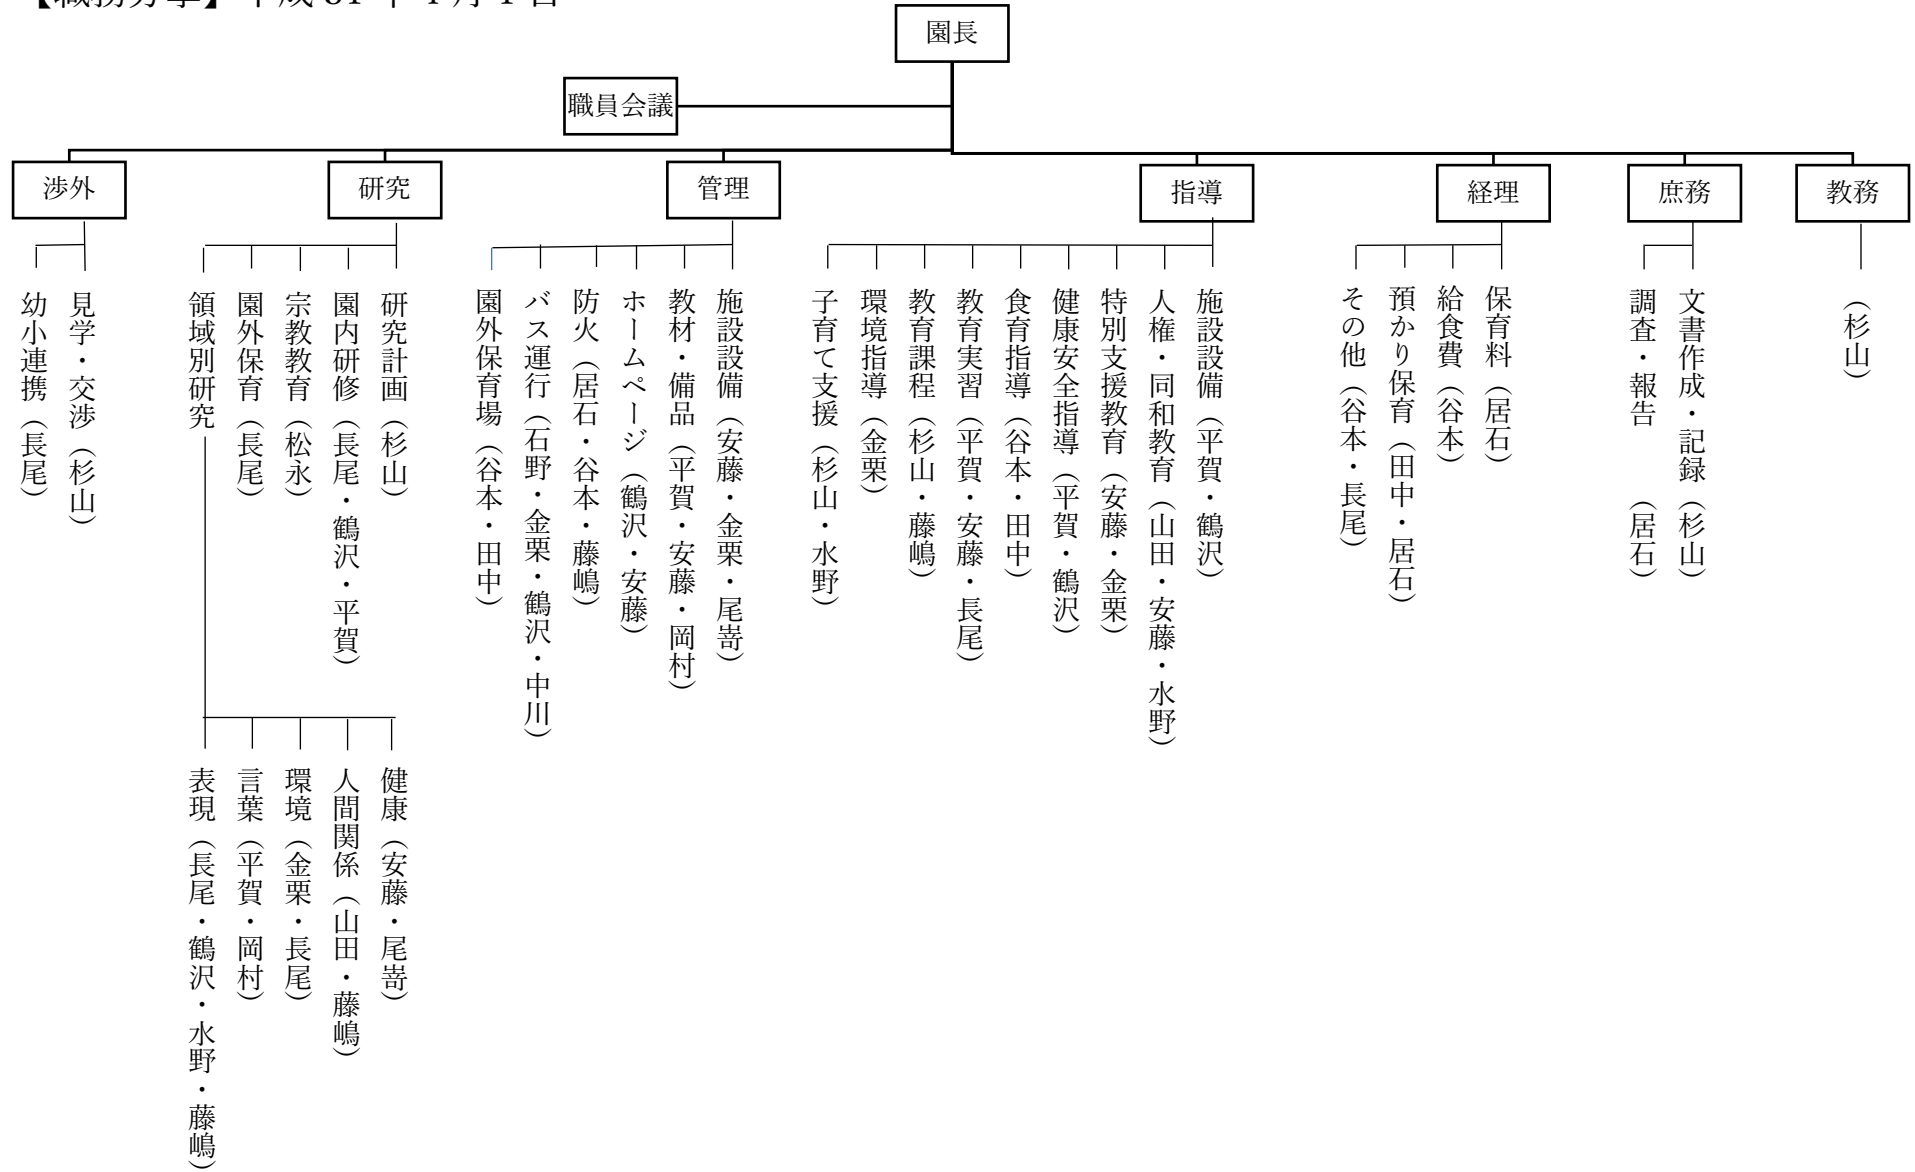 【職務分掌】平成 31 年 4 月 1 日
園長
職員会議
教務
（杉山）
庶務
文書作成・記録（杉山）
調査・報告　　（居石）
経理
保育料（居石）
給食費（谷本）
預かり保育（田中・居石）
その他（谷本・長尾）
指導
施設設備（平賀・鶴沢）
人権・同和教育（山田・安藤・水野）
特別支援教育（安藤・金栗）
健康安全指導（平賀・鶴沢）
食育指導（谷本・田中）
教育実習（平賀・安藤・長尾）
教育課程（杉山・藤嶋）
環境指導（金栗）
子育て支援（杉山・水野）
管理
施設設備（安藤・金栗・尾嵜）
教材・備品（平賀・安藤・岡村）
ホームページ（鶴沢・安藤）
防火（居石・谷本・藤嶋）
バス運行（石野・金栗・鶴沢・中川）
園外保育場（谷本・田中）
研究
研究計画（杉山）
園内研修（長尾・鶴沢・平賀）
宗教教育（松永）
園外保育（長尾）
領域別研究
健康（安藤・尾嵜）
人間関係（山田・藤嶋）
環境（金栗・長尾）
言葉（平賀・岡村）
表現（長尾・鶴沢・水野・藤嶋）
渉外
見学・交渉（杉山）
幼小連携（長尾）